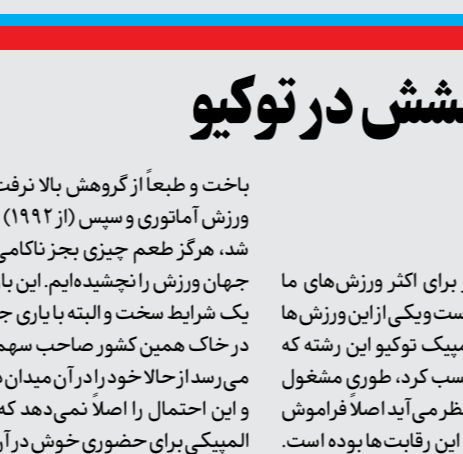 شش در توکیو
برای اکثر ورزش‌های ما
ست ویکی از این ورزش‌ها
مپیک توکیو این رشته که
سب کرد، طوری مشغول
نظر می‌آید اصلاً فراموش
این رقابت‌ها بوده است.
باخت و طبعاً از گروهش بالا نرفت
ورزش آماتوری و سپس (از ۱۹۹۲)
شد، هرگز طعم چیزی بجز ناکامی
جهان ورزش را نچشیده‌ایم. این با
یک شرایط سخت و البته با یاری ج
در خاک همین کشور صاحب سهم
می‌رسد از حالا خود را در آن میدان
و این احتمال را اصلاً نمی‌دهد که
المپیکی برای حضوری خوش در آن